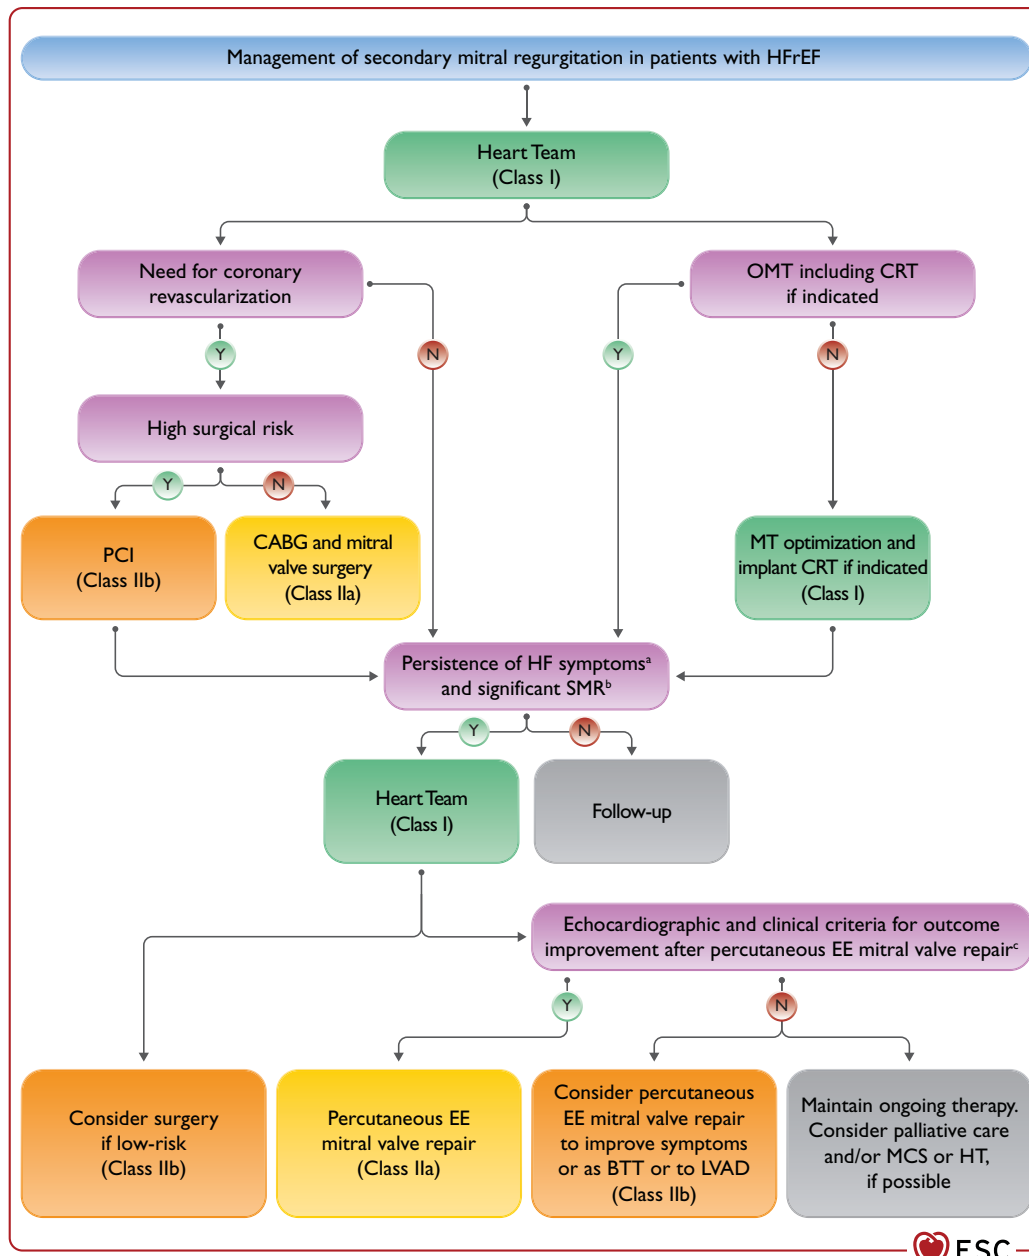 Management of secondary mitral regurgitation in patients with HFrEF
Heart Team
(Class I)
Need for coronary
revascularization
OMT including CRT
if indicated
N
Y
Y
N
High surgical risk
Y
N
PCI
(Class IIb)
CABG and mitral
valve surgery
(Class IIa)
MT optimization and
implant CRT if indicated
(Class I)
Persistence of HF symptomsᵃ
and significant SMRᵇ
Y
N
Heart Team
(Class I)
Follow-up
Echocardiographic and clinical criteria for outcome
improvement after percutaneous EE mitral valve repairᶜ
Y
N
Consider surgery
if low-risk
(Class IIb)
Percutaneous EE
mitral valve repair
(Class IIa)
Consider percutaneous
EE mitral valve repair
to improve symptoms
or as BTT or to LVAD
(Class IIb)
Maintain ongoing therapy.
Consider palliative care
and/or MCS or HT,
if possible
ESC